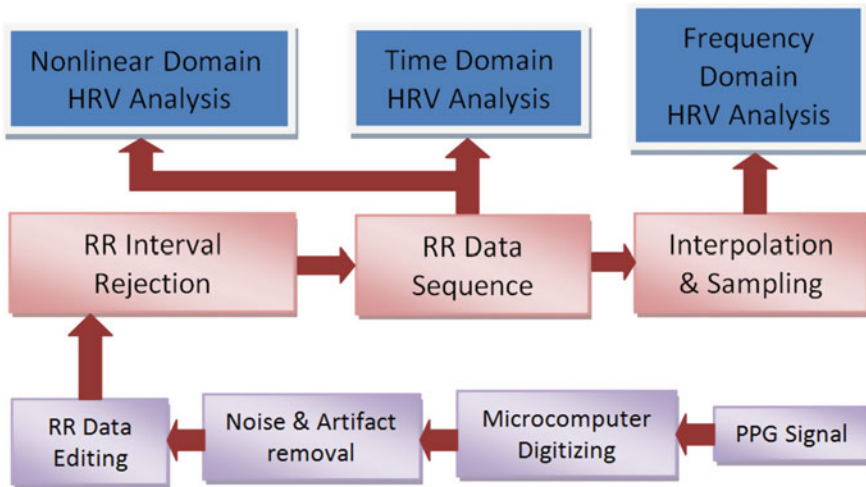 Nonlinear Domain
HRV Analysis
Time Domain
HRV Analysis
Frequency
Domain
HRV Analysis
RR Interval
Rejection
RR Data
Sequence
Interpolation
& Sampling
RR Data
Editing
Noise & Artifact
removal
Microcomputer
Digitizing
PPG Signal